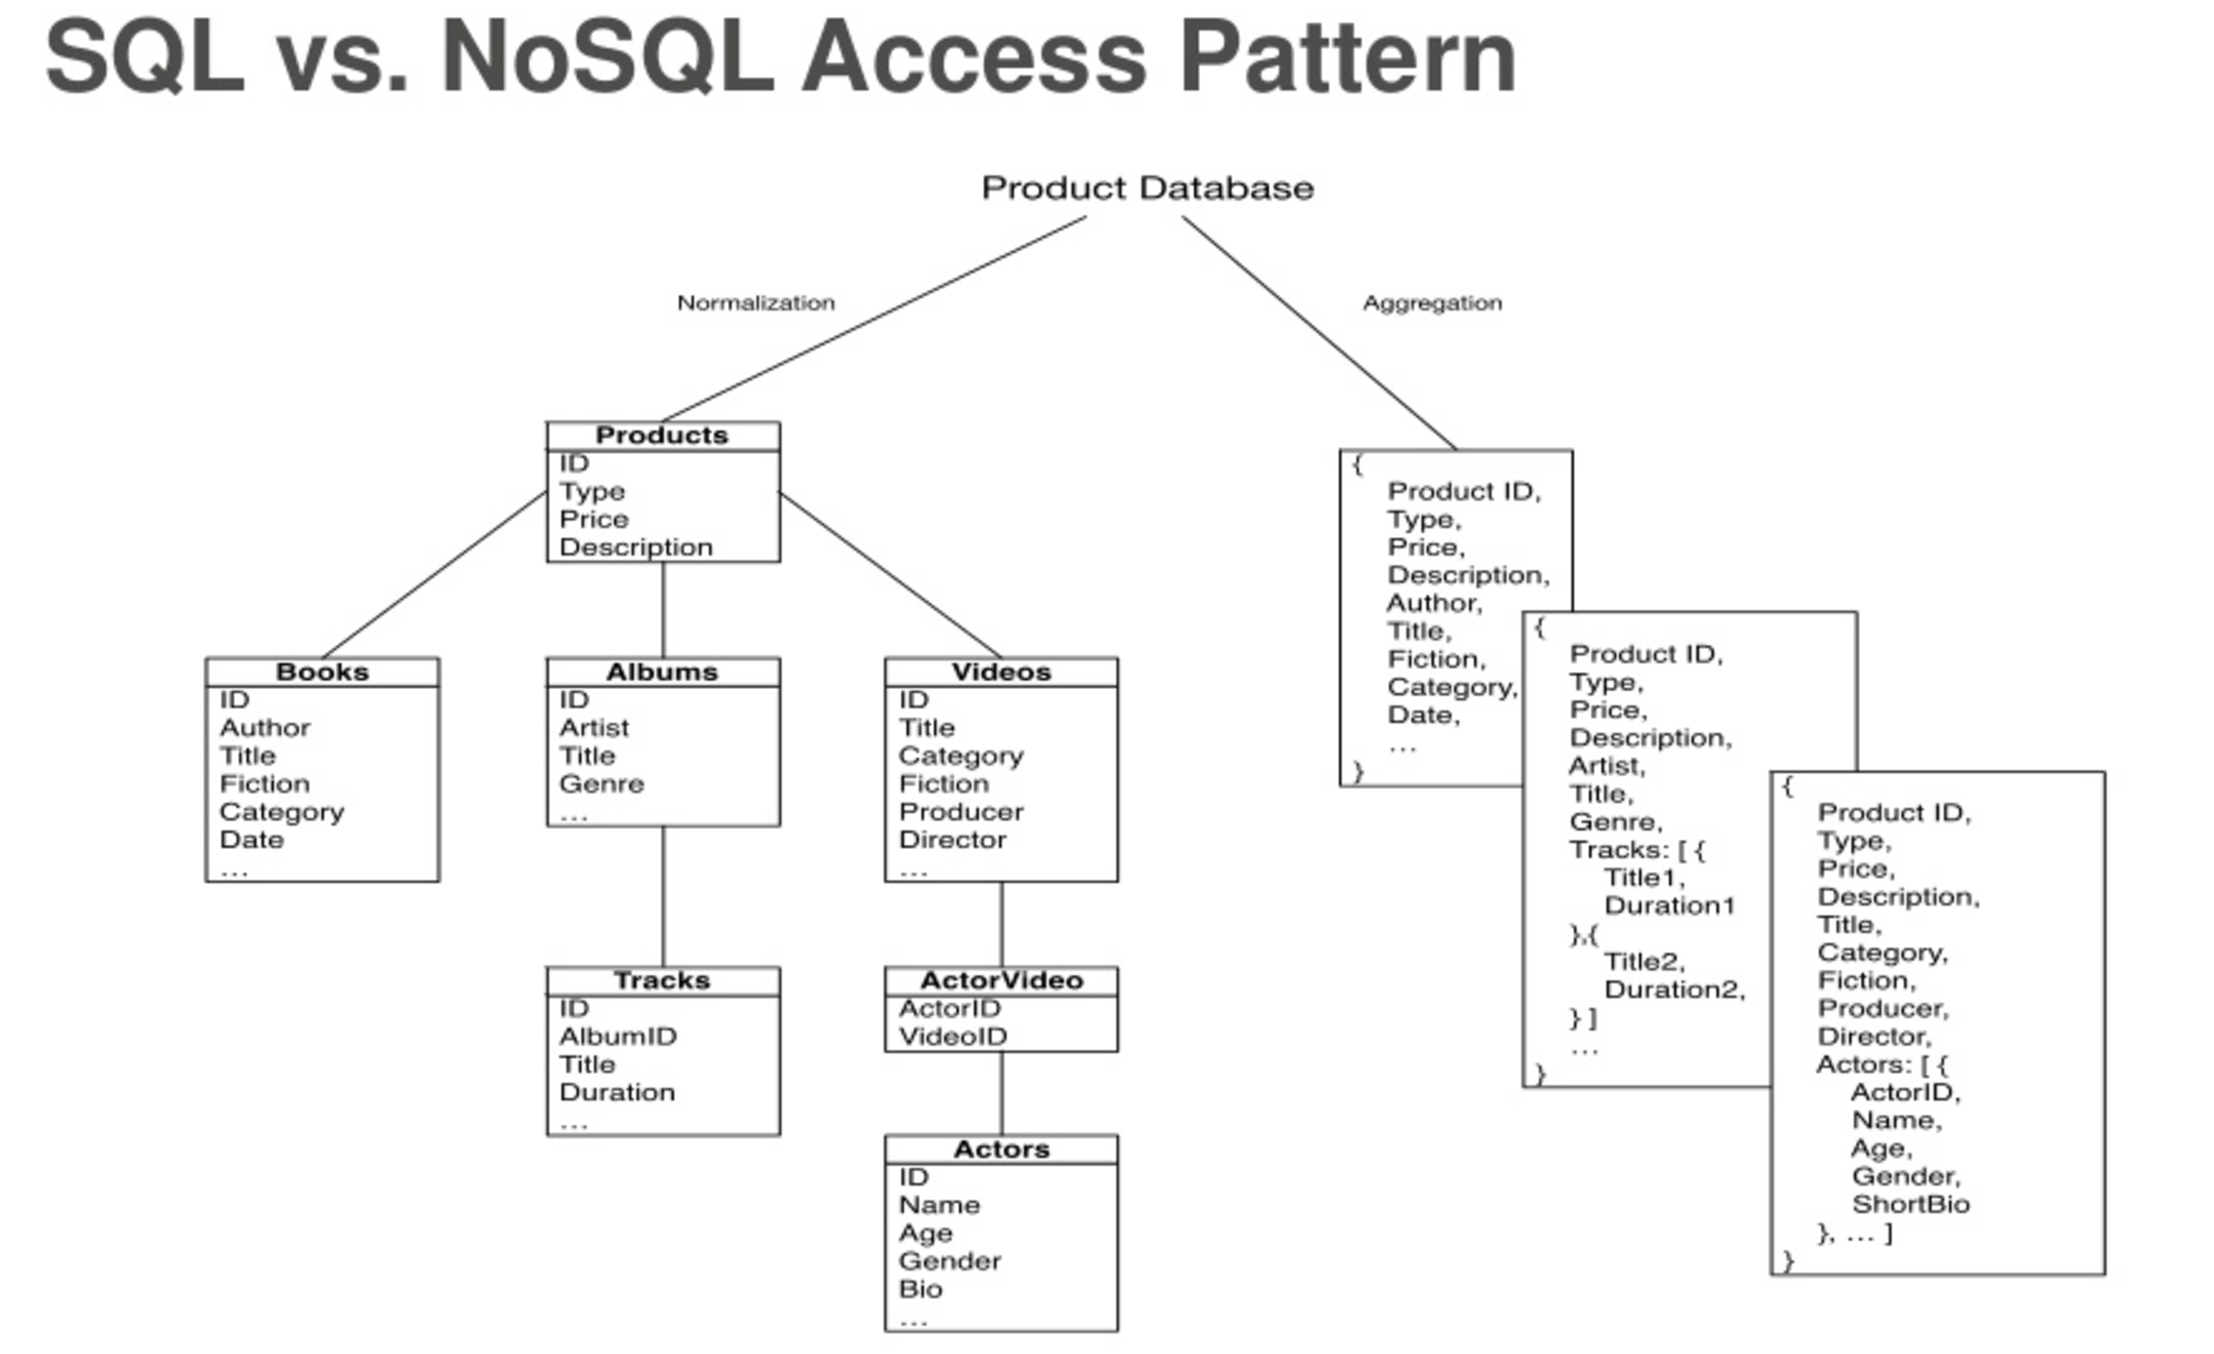 SQL vs. NoSQL Access Pattern
Product Database
Normalization
Aggregation
Products
ID
Type
Price
Description
Books
ID
Author
Title
Fiction
Category
Date
...
Albums
ID
Artist
Title
Genre
...
Videos
ID
Title
Category
Fiction
Producer
Director
...
Tracks
ID
AlbumID
Title
Duration
...
ActorVideo
ActorID
VideoID
Actors
ID
Name
Age
Gender
Bio
...
{
Product ID,
Type,
Price,
Description,
Author,
Title,
Fiction,
Category,
Date,
...
}
{
Product ID,
Type,
Price,
Description,
Artist,
Title,
Genre,
Tracks: [ {
Title1,
Duration1
},{
Title2,
Duration2,
} ]
...
}
{
Product ID,
Type,
Price,
Description,
Title,
Category,
Fiction,
Producer,
Director,
Actors: [ {
ActorID,
Name,
Age,
Gender,
ShortBio
}, ... ]
}